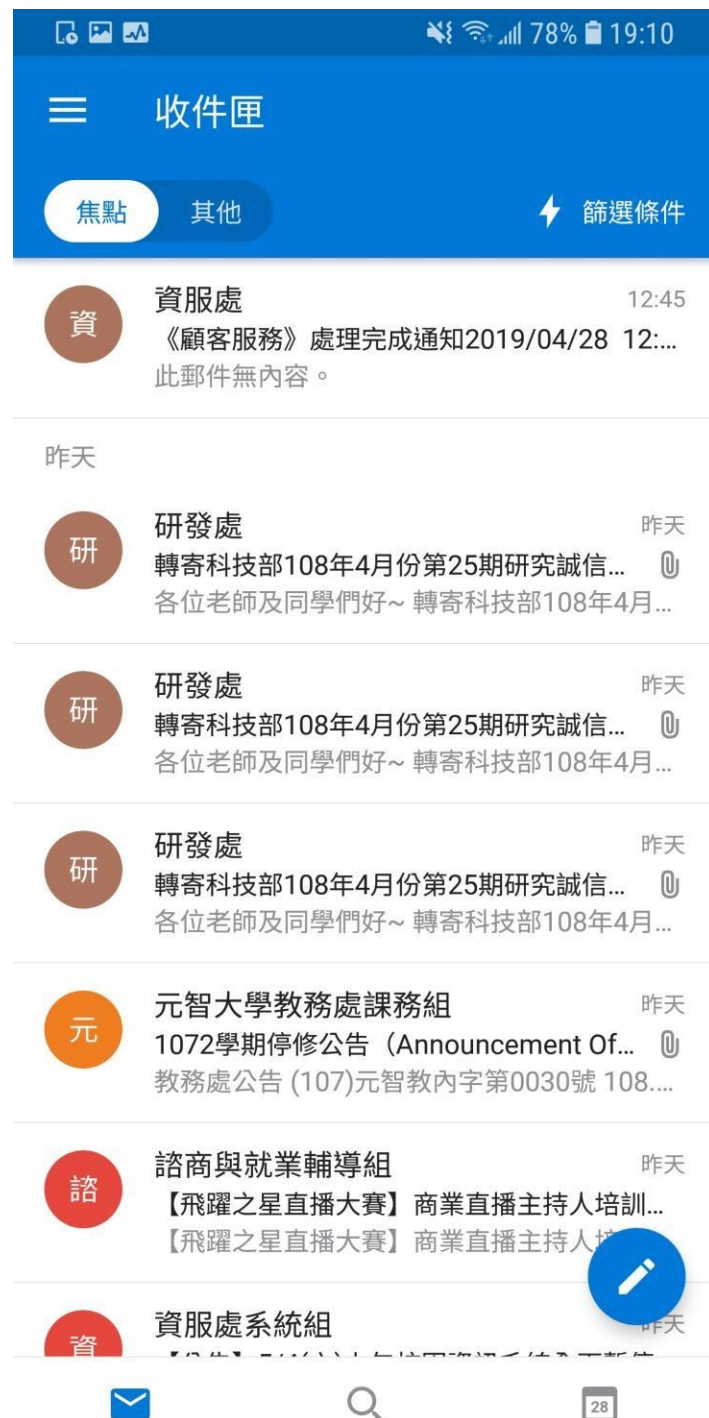 78% 19:10
收件匣
焦點 其他 篩選條件
資 資服處 12:45
《顧客服務》處理完成通知2019/04/28 12:...
此郵件無內容。
昨天
研 研發處 昨天
轉寄科技部108年4月份第25期研究誠信...
各位老師及同學們好~ 轉寄科技部108年4月...
研 研發處 昨天
轉寄科技部108年4月份第25期研究誠信...
各位老師及同學們好~ 轉寄科技部108年4月...
研 研發處 昨天
轉寄科技部108年4月份第25期研究誠信...
各位老師及同學們好~ 轉寄科技部108年4月...
元 元智大學教務處課務組 昨天
1072學期停修公告（Announcement Of...
教務處公告 (107)元智教內字第0030號 108....
諮 諮商與就業輔導組 昨天
【飛躍之星直播大賽】商業直播主持人培訓...
【飛躍之星直播大賽】商業直播主持人
資 資服處系統組 昨天
28